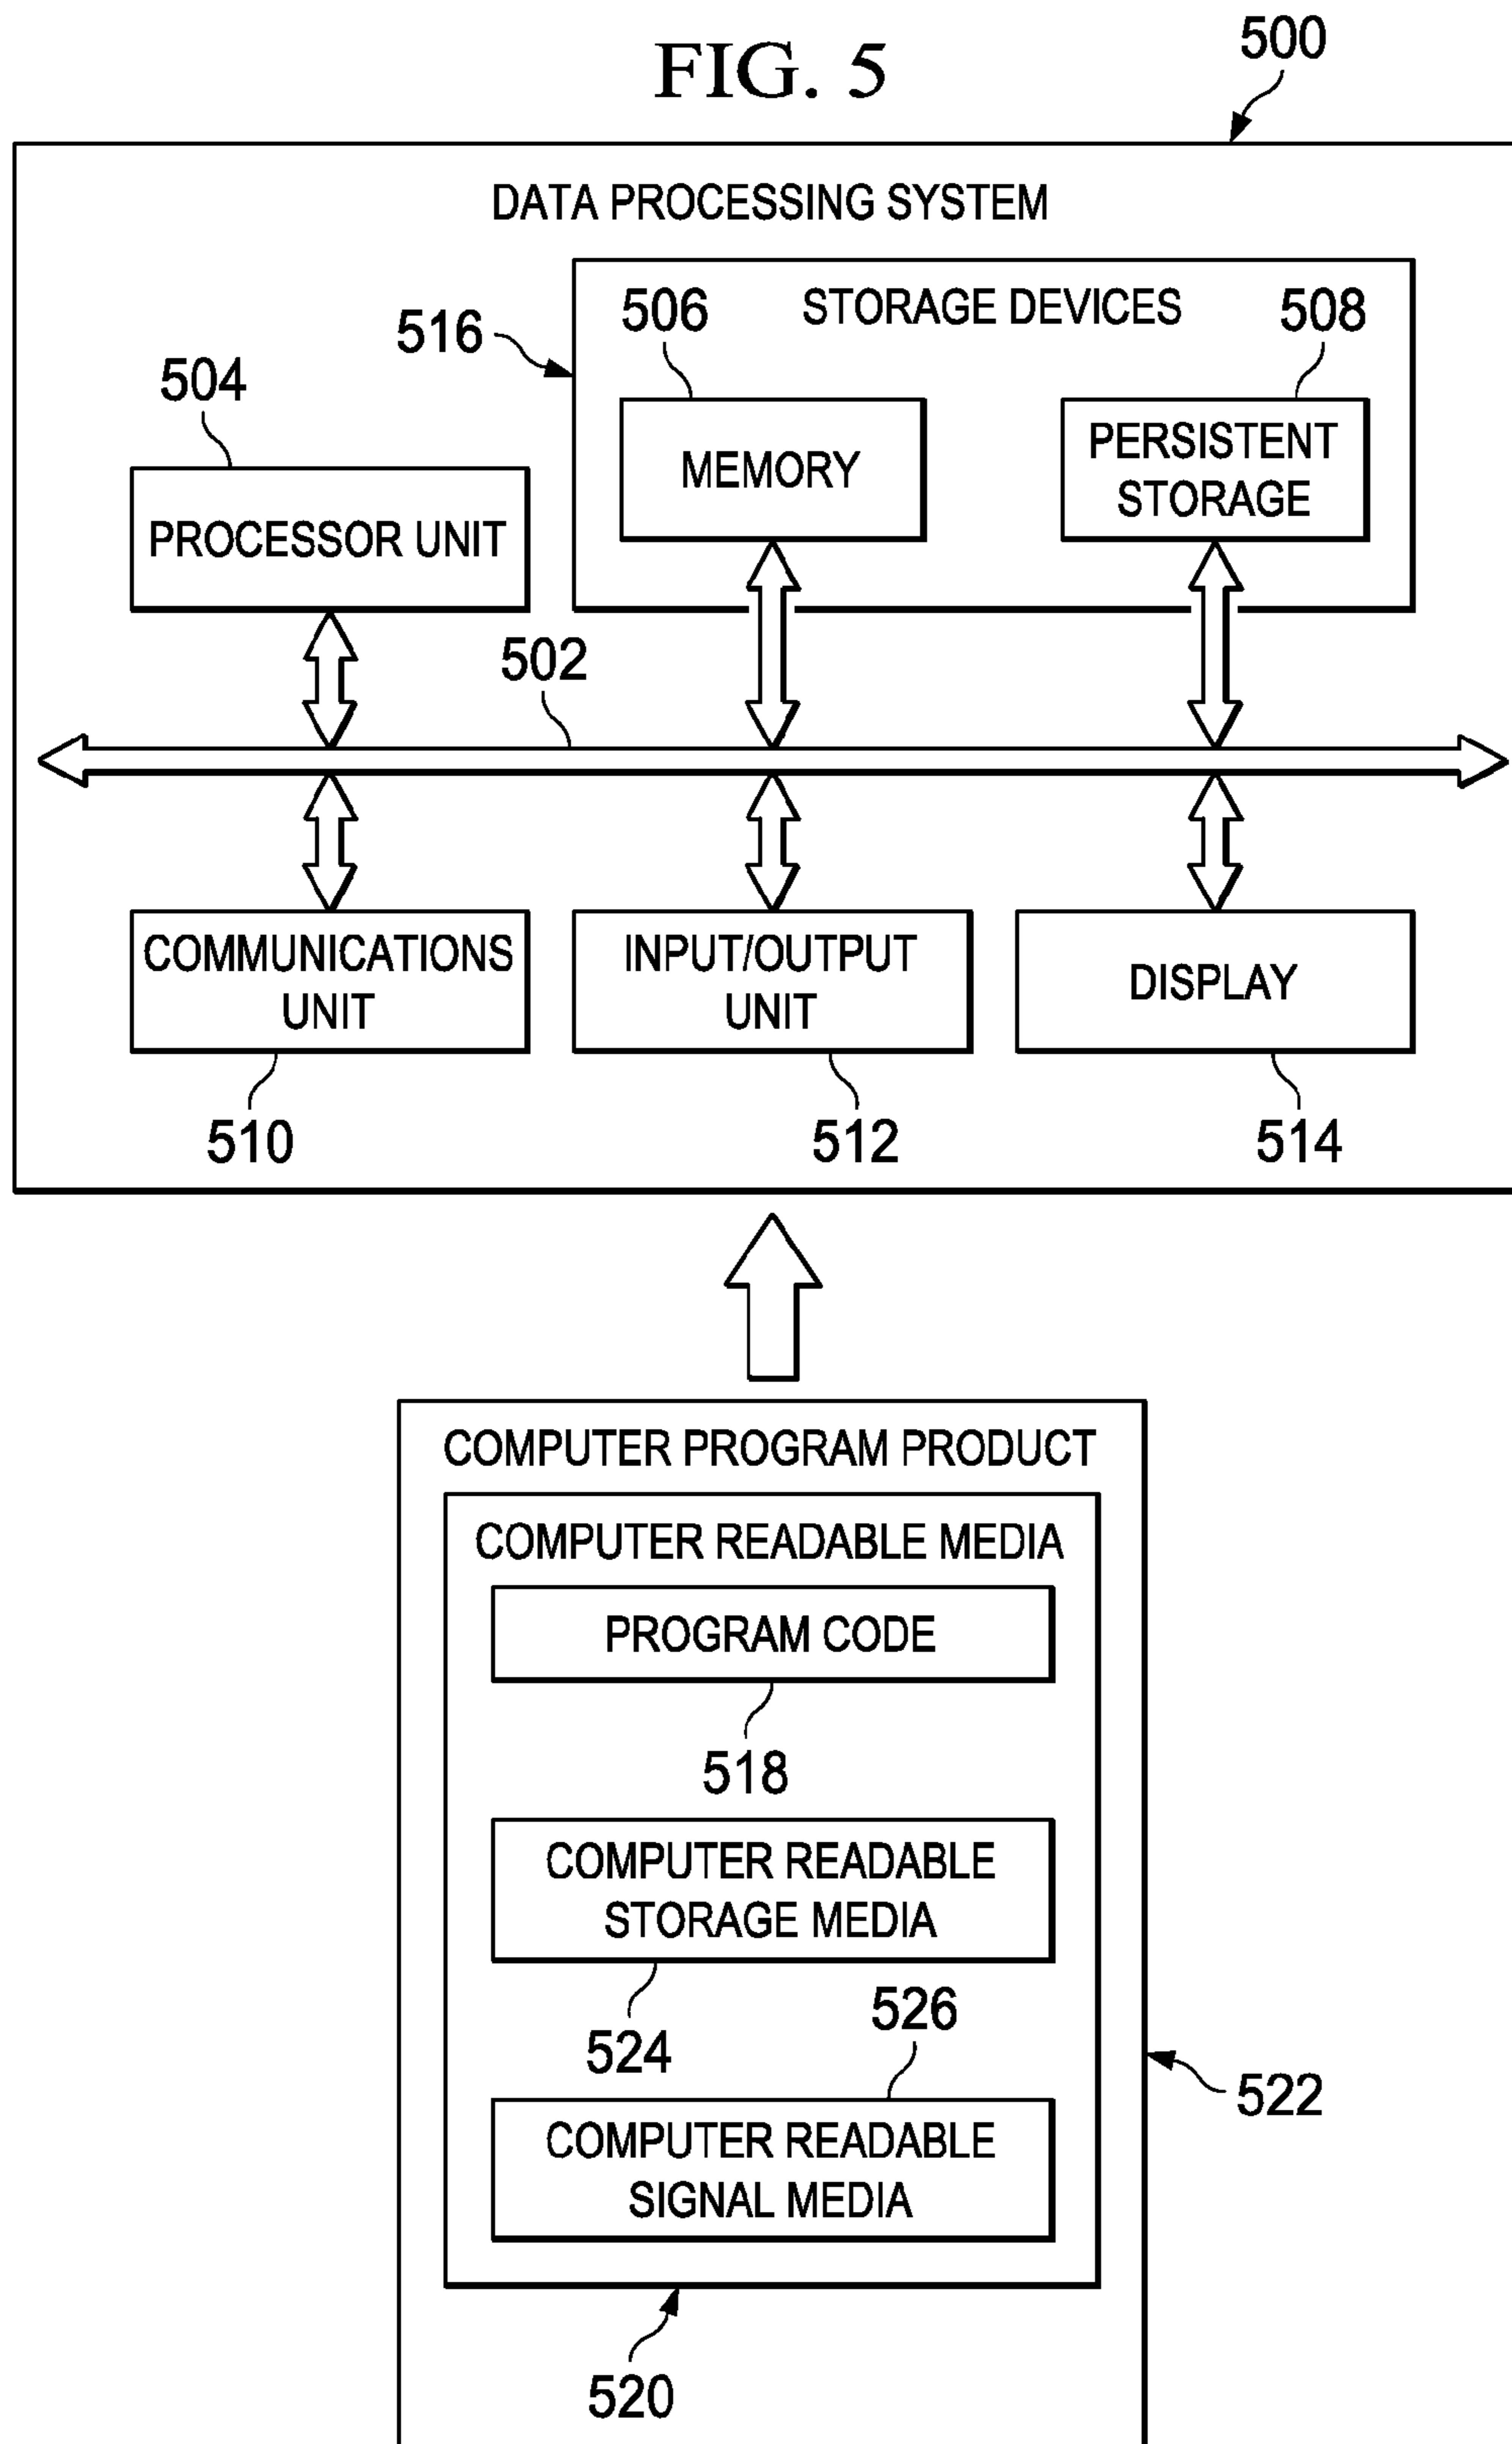 FIG. 5
500
DATA PROCESSING SYSTEM
516
506
STORAGE DEVICES
508
504
MEMORY
PERSISTENT
STORAGE
PROCESSOR UNIT
502
COMMUNICATIONS
UNIT
INPUT/OUTPUT
UNIT
DISPLAY
510
512
514
COMPUTER PROGRAM PRODUCT
COMPUTER READABLE MEDIA
PROGRAM CODE
518
COMPUTER READABLE
STORAGE MEDIA
524
526
COMPUTER READABLE
SIGNAL MEDIA
522
520